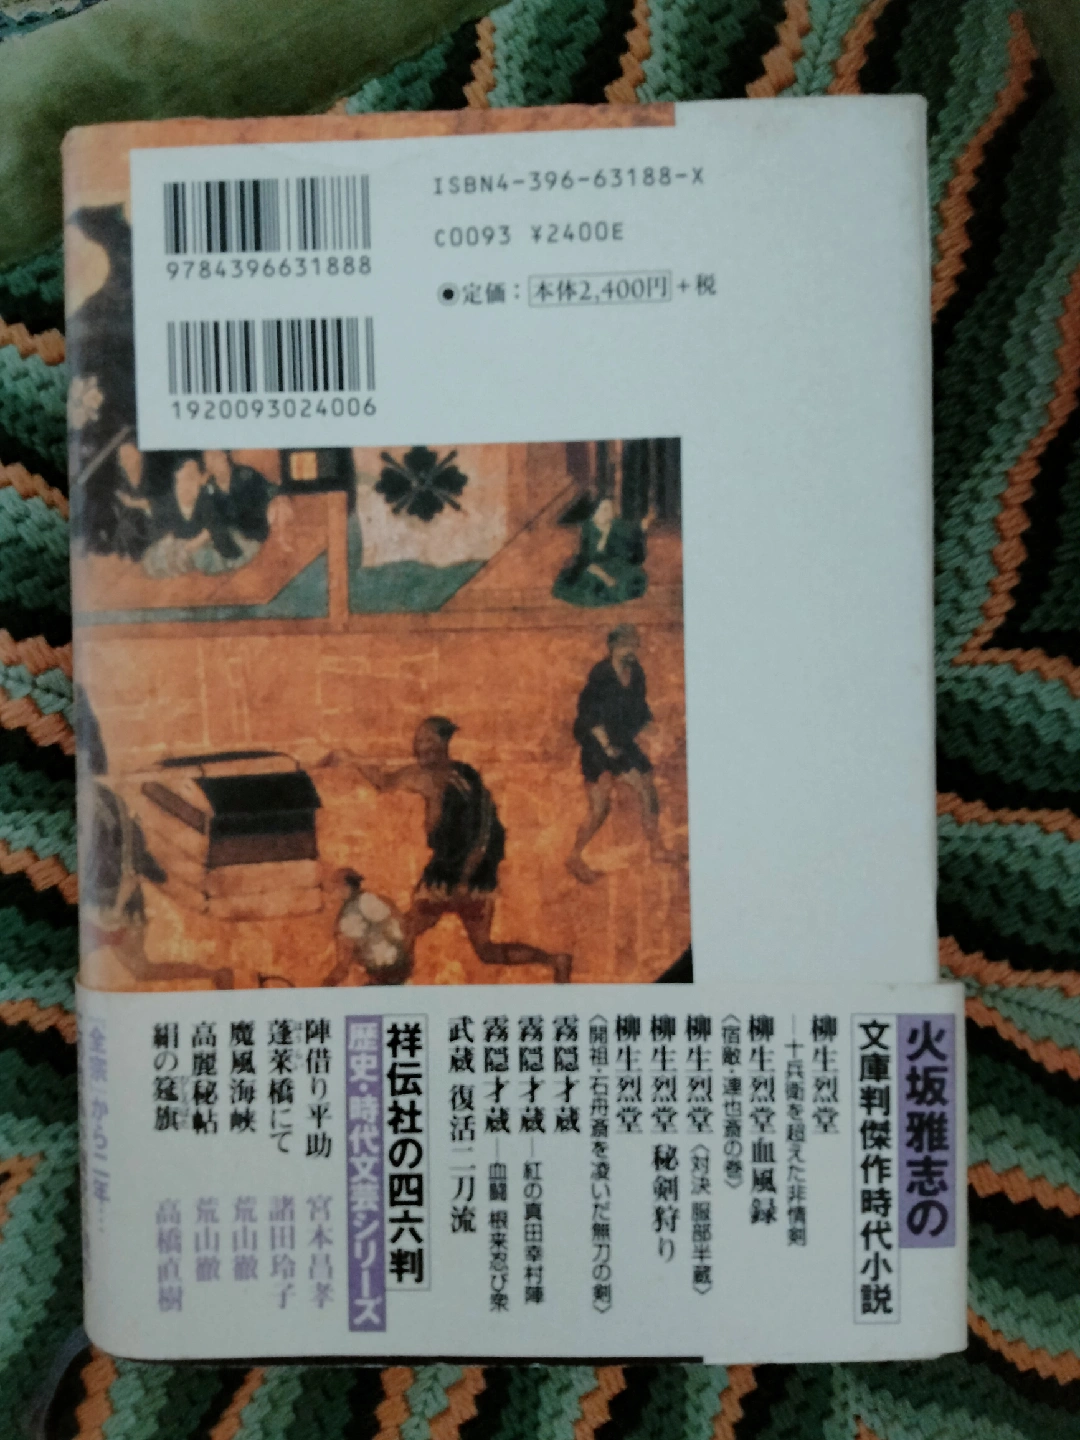 ISBN4-396-63188-X
C0093 ¥2400E
●定価：本体2,400円+税
9784396631888
1920093024006
火坂雅志の
文庫判傑作時代小説
柳生烈堂
―十兵衛を超えた非情剣
柳生烈堂血風録
〈宿敵・連也斎の巻〉
柳生烈堂〈対決 服部半蔵〉
柳生烈堂 秘剣狩り
柳生烈堂
〈開祖・石舟斎を凌いだ無刀の剣〉
霧隠才蔵
霧隠才蔵―紅の真田幸村陣
霧隠才蔵―血闘 根来忍び衆
武蔵 復活二刀流
祥伝社の四六判
歴史・時代文芸シリーズ
陣借り平助 宮本昌孝
蓬莱橋にて 諸田玲子
魔風海峡 荒山徹
高麗秘帖 荒山徹
絹の旗 高橋直樹
から二年…